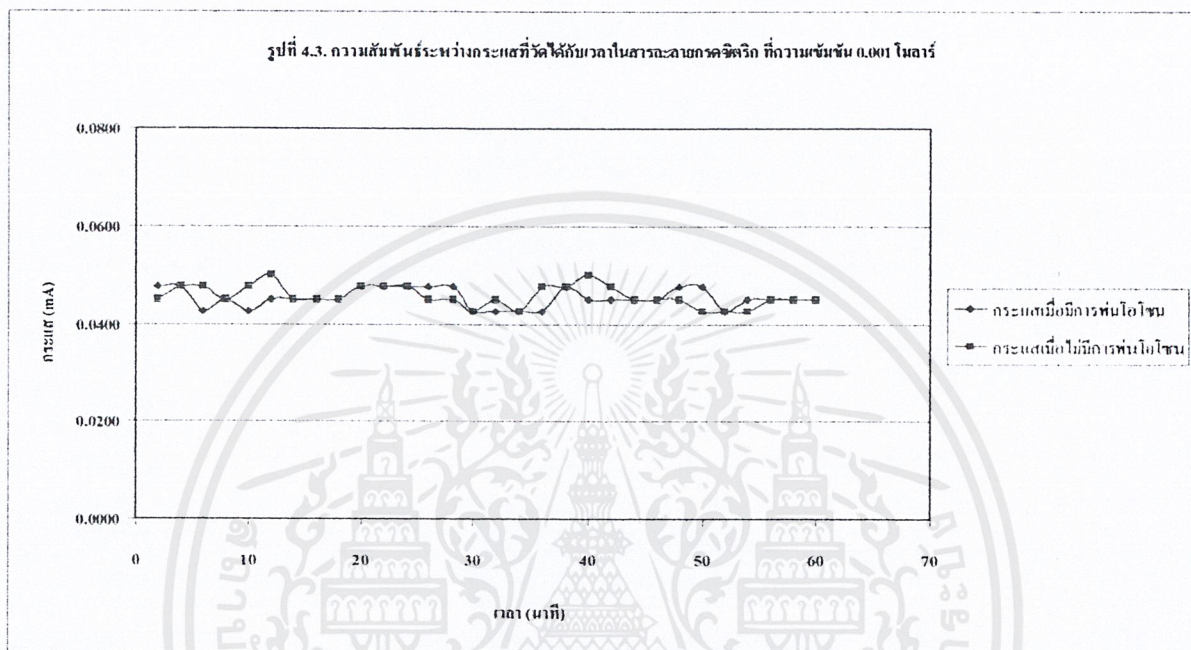 รูปที่ 4.3. ความสัมพันธ์ระหว่างกระแสที่วัดได้กับเวลาในสารละลายกรดซิตริก ที่ความเข้มข้น 0.001 โมลาร์
0.0800
0.0600
0.0400
0.0200
0.0000
กระแส (mA)
0 10 20 30 40 50 60 70
เวลา (นาที)
กระแสเมื่อมีการพ่นโอโซน
กระแสเมื่อไม่มีการพ่นโอโซน